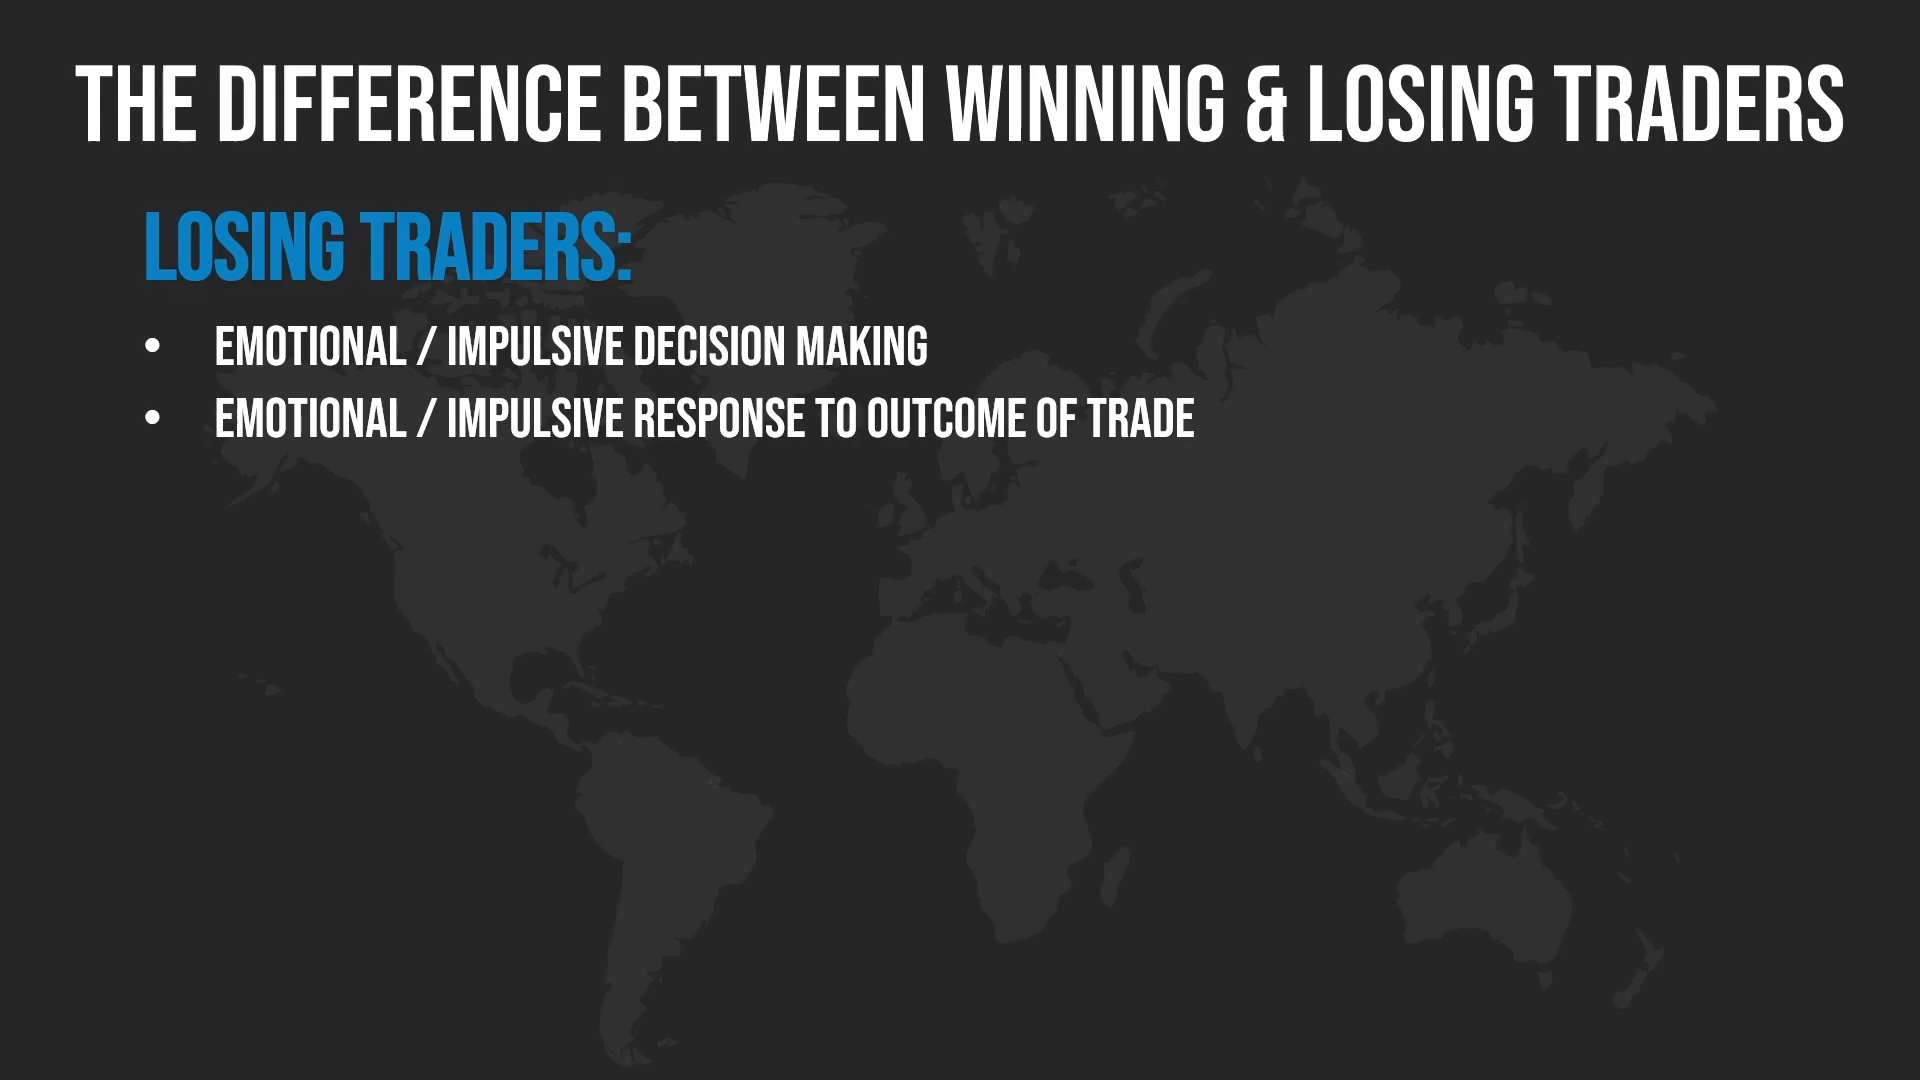 THE DIFFERENCE BETWEEN WINNING & LOSING TRADERS
LOSING TRADERS:
• EMOTIONAL / IMPULSIVE DECISION MAKING
• EMOTIONAL / IMPULSIVE RESPONSE TO OUTCOME OF TRADE